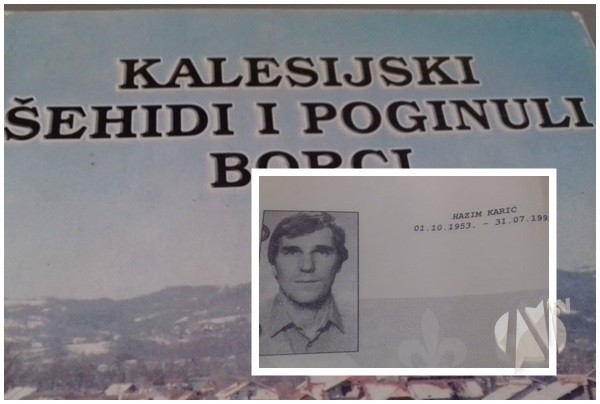 KALESIJSKI
ŠEHIDI I POGINULI
BORCI
HAZIM KARIĆ
01.10.1953. - 31.07.199